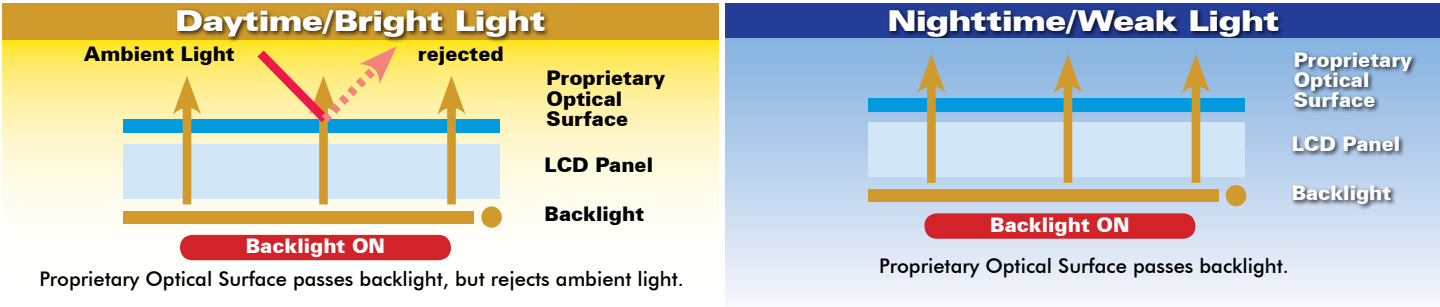 Daytime/Bright Light
Ambient Light
rejected
Proprietary
Optical
Surface
LCD Panel
Backlight
Backlight ON
Proprietary Optical Surface passes backlight, but rejects ambient light.
Nighttime/Weak Light
Proprietary
Optical
Surface
LCD Panel
Backlight
Backlight ON
Proprietary Optical Surface passes backlight.